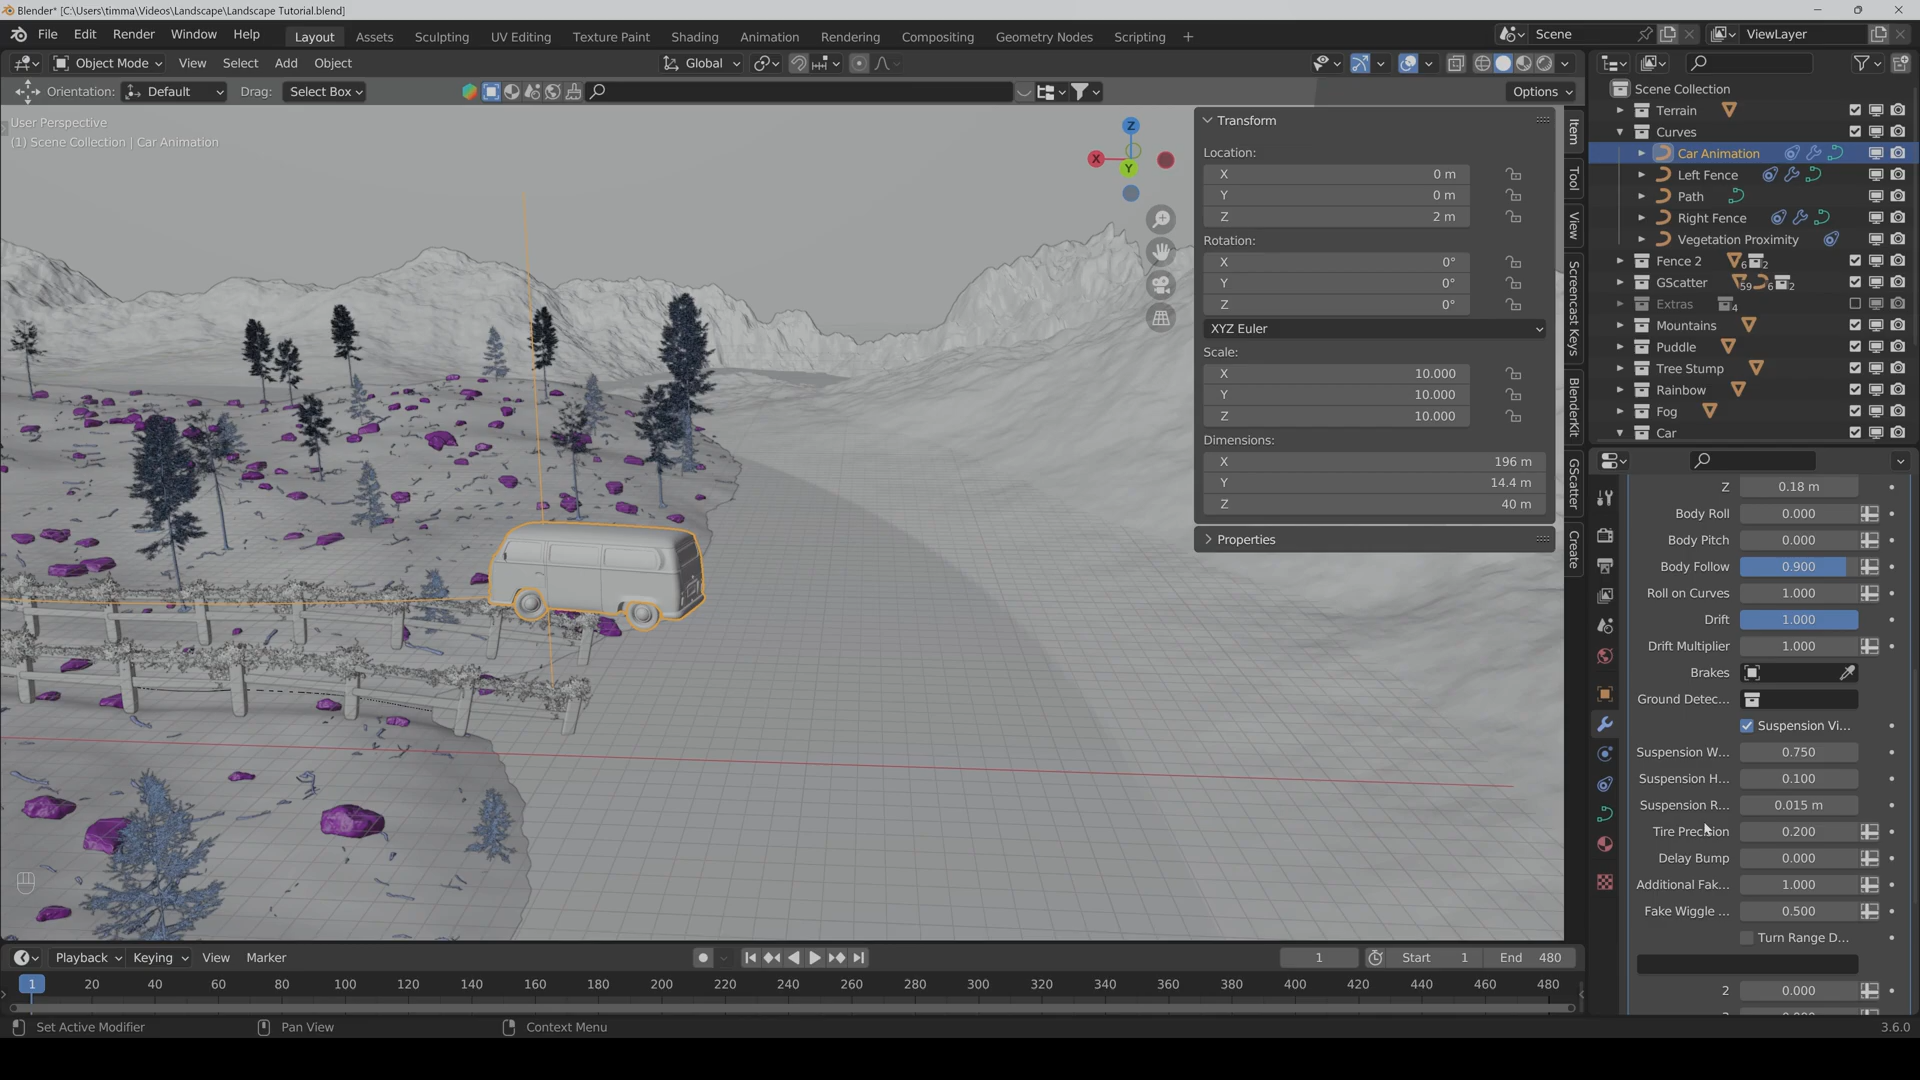 Blender* [C:\Users\timma\Videos\Landscape\Landscape Tutorial.blend]
File Edit Render Window Help Layout Assets Sculpting UV Editing Texture Paint Shading Animation Rendering Compositing Geometry Nodes Scripting + Scene ViewLayer
Object Mode View Select Add Object Global
Orientation: Default Drag: Select Box Options
User Perspective
(1) Scene Collection | Car Animation
Z
X
Y
Transform
Location:
X 0 m
Y 0 m
Z 2 m
Rotation:
X 0°
Y 0°
Z 0°
XYZ Euler
Scale:
X 10.000
Y 10.000
Z 10.000
Dimensions:
X 196 m
Y 14.4 m
Z 40 m
Properties
Item
Tool
View
Screencast Keys
BlenderKit
GScatter
Create
Scene Collection
Terrain
Curves
Car Animation
Left Fence
Path
Right Fence
Vegetation Proximity
Fence 2 6 2
GScatter 59 6 2
Extras 4
Mountains
Puddle
Tree Stump
Rainbow
Fog
Car
Z 0.18 m
Body Roll 0.000
Body Pitch 0.000
Body Follow 0.900
Roll on Curves 1.000
Drift 1.000
Drift Multiplier 1.000
Brakes
Ground Detec...
Suspension Vi...
Suspension W... 0.750
Suspension H... 0.100
Suspension R... 0.015 m
Tire Precision 0.200
Delay Bump 0.000
Additional Fak... 1.000
Fake Wiggle ... 0.500
Turn Range D...
2 0.000
Playback Keying View Marker 1 Start 1 End 480
1 20 40 60 80 100 120 140 160 180 200 220 240 260 280 300 320 340 360 380 400 420 440 460 480
Set Active Modifier Pan View Context Menu 3.6.0